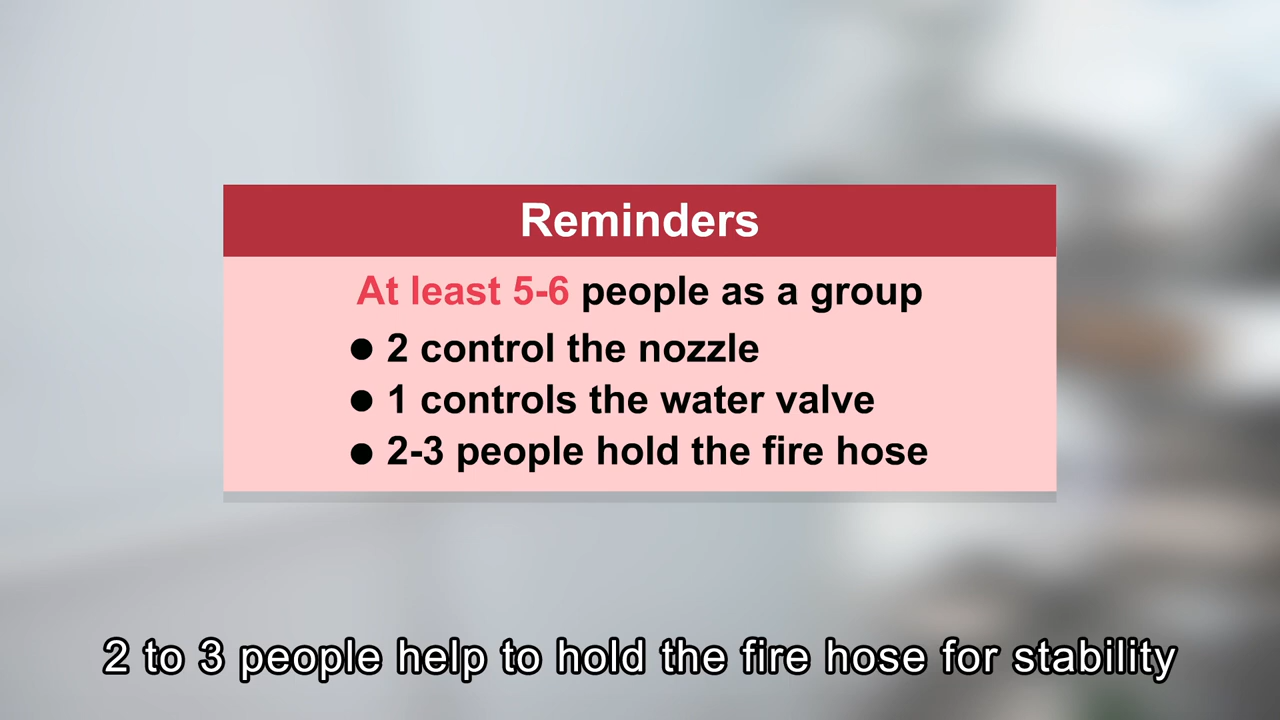 Reminders
At least 5-6 people as a group
● 2 control the nozzle
● 1 controls the water valve
● 2-3 people hold the fire hose
2 to 3 people help to hold the fire hose for stability